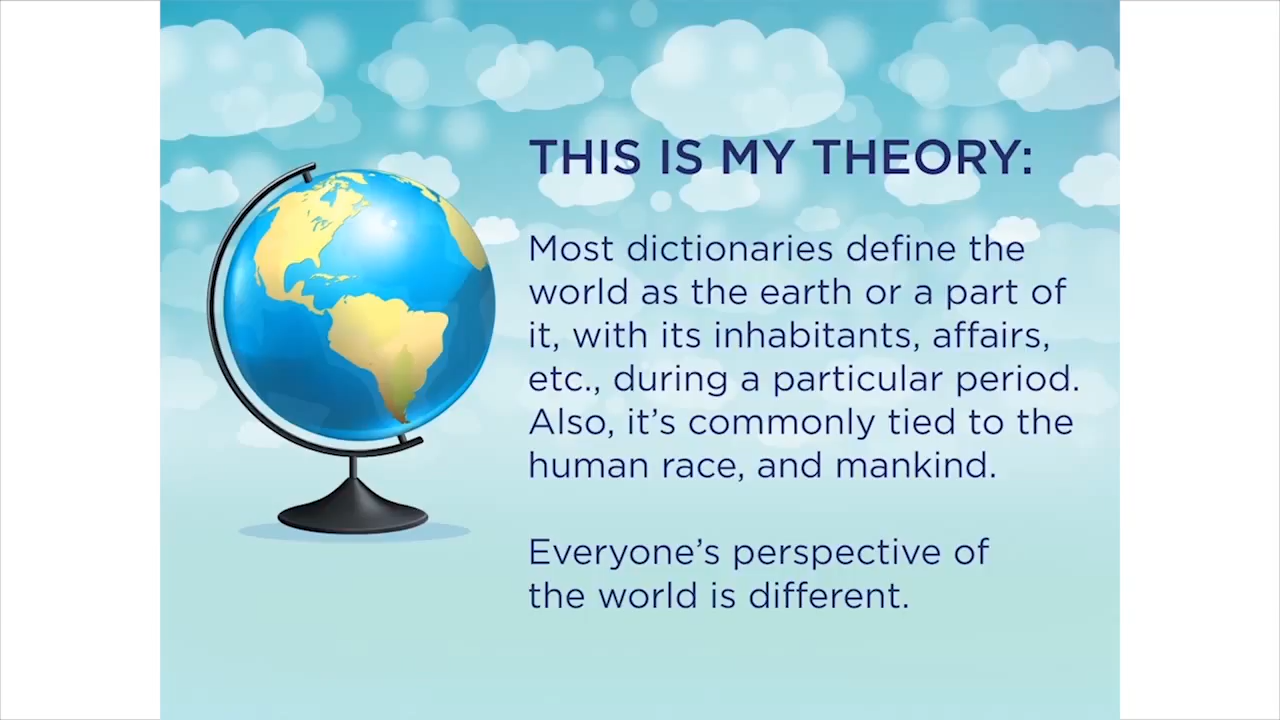 THIS IS MY THEORY:
Most dictionaries define the
world as the earth or a part of
it, with its inhabitants, affairs,
etc., during a particular period.
Also, it’s commonly tied to the
human race, and mankind.
Everyone’s perspective of
the world is different.